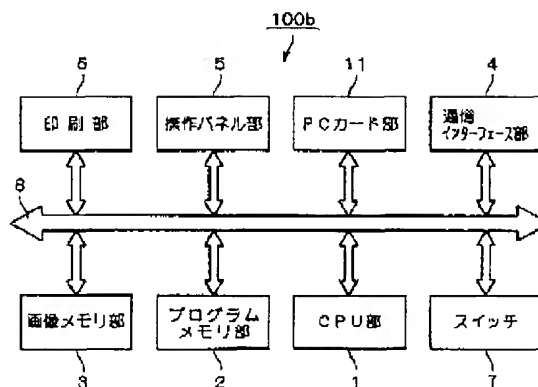 100b
6 5 11 4
印刷部 操作パネル部 PCカード部 通信
インターフェース部
8
画像メモリ部 プログラム
メモリ部 CPU部 スイッチ
3 2 1 7